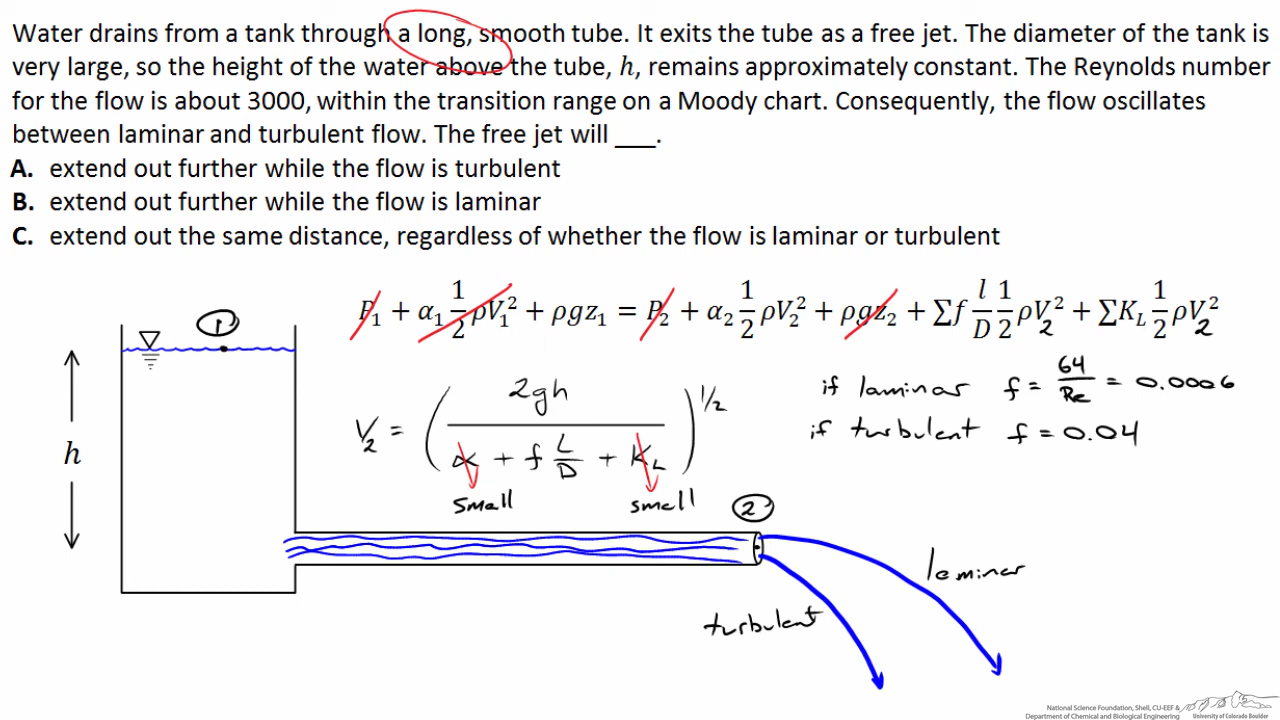 Water drains from a tank through a long, smooth tube. It exits the tube as a free jet. The diameter of the tank is
very large, so the height of the water above the tube, h, remains approximately constant. The Reynolds number
for the flow is about 3000, within the transition range on a Moody chart. Consequently, the flow oscillates
between laminar and turbulent flow. The free jet will ___.
A. extend out further while the flow is turbulent
B. extend out further while the flow is laminar
C. extend out the same distance, regardless of whether the flow is laminar or turbulent
P₁ + α₁ 1/2 ρV₁² + ρgz₁ = P₂ + α₂ 1/2 ρV₂² + ρgz₂ + Σf l/D 1/2 ρV₂² + ΣK_L 1/2 ρV₂²
1
V₂ = (2gh / (α + f L/D + K_L))^1/2
if laminar f = 64/Re = 0.0006
if turbulent f = 0.04
h
small
small
2
laminar
turbulent
National Science Foundation, Shell, CU-EEF &
Department of Chemical and Biological Engineering
University of Colorado Boulder